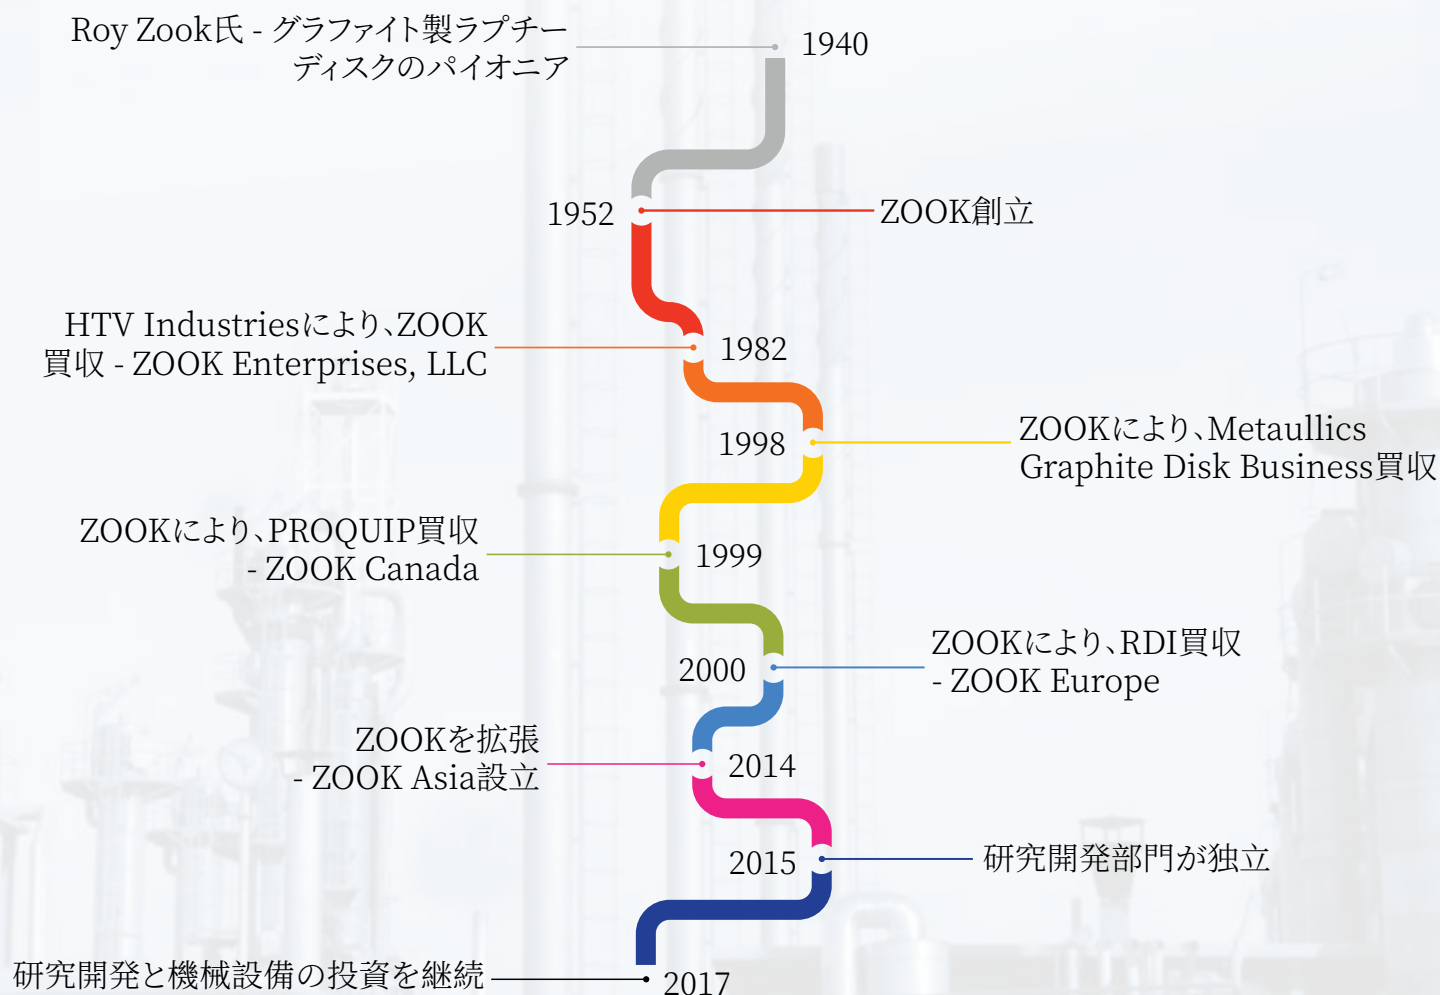 Roy Zook氏 - グラファイト製ラプチー
ディスクのパイオニア
1940
1952
ZOOK創立
HTV Industriesにより、ZOOK
買収 - ZOOK Enterprises, LLC
1982
1998
ZOOKにより、Metaullics
Graphite Disk Business買収
ZOOKにより、PROQUIP買収
- ZOOK Canada
1999
2000
ZOOKにより、RDI買収
- ZOOK Europe
ZOOKを拡張
- ZOOK Asia設立
2014
2015
研究開発部門が独立
研究開発と機械設備の投資を継続
2017